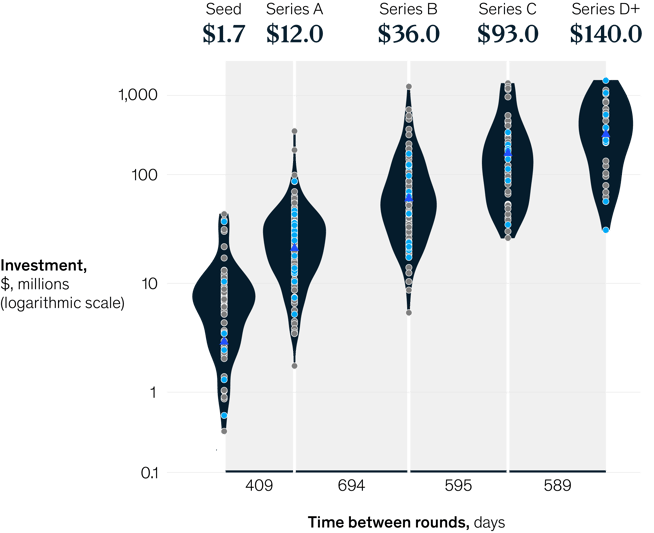 Seed Series A Series B Series C Series D+
$1.7 $12.0 $36.0 $93.0 $140.0
1,000
100
Investment,
$, millions
(logarithmic scale)
10
1
0.1
409 694 595 589
Time between rounds, days